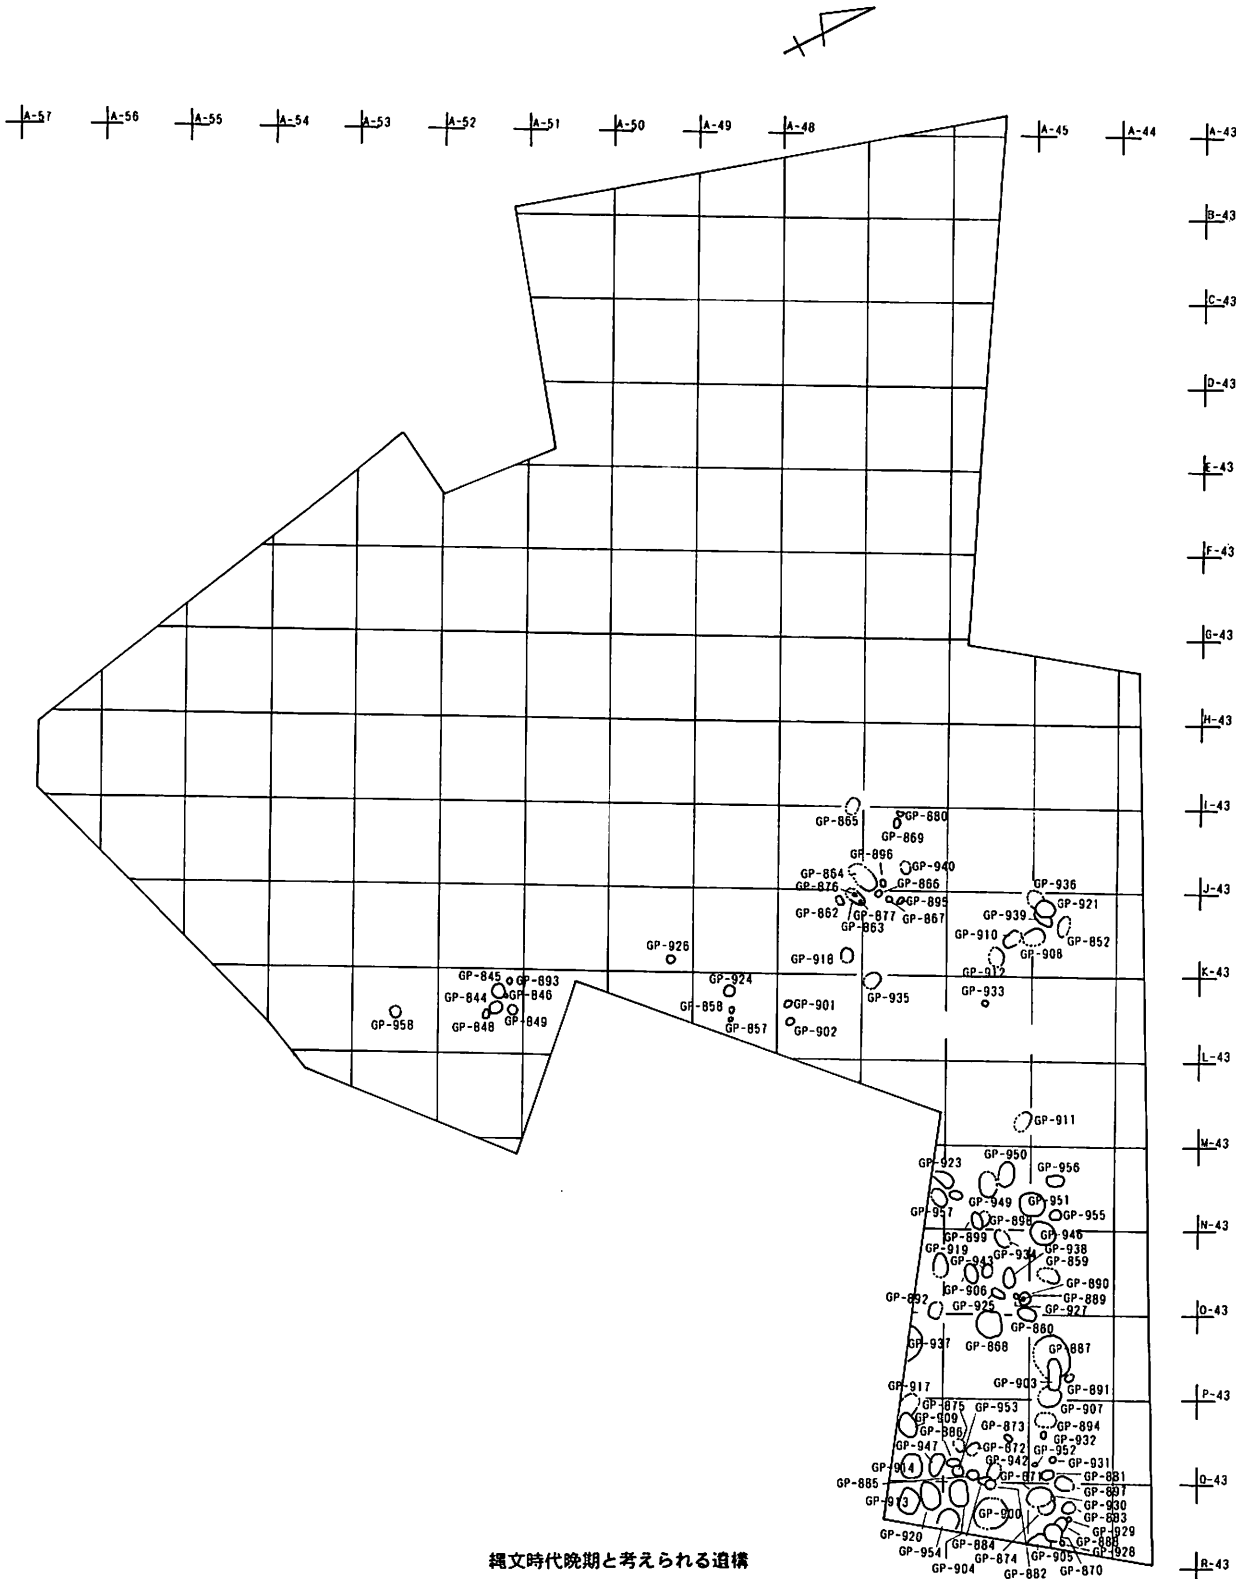 A-57 A-56 A-55 A-54 A-53 A-52 A-51 A-50 A-49 A-48 A-45 A-44 A-43
B-43
C-43
D-43
E-43
F-43
G-43
H-43
I-43
GP-865 GP-880
GP-869
GP-896
GP-864 GP-940
GP-876 GP-866 GP-936 J-43
GP-862 GP-877 GP-867 GP-895 GP-921
GP-863 GP-939
GP-910 GP-852
GP-926 GP-908
GP-918
GP-912 K-43
GP-845 GP-893 GP-924 GP-935 GP-933
GP-844 GP-846 GP-858 GP-901
GP-958 GP-848 GP-849 GP-857 GP-902
L-43
GP-911
M-43
GP-923 GP-950 GP-956
GP-957 GP-949 GP-951
GP-898 GP-955
GP-899 GP-946 N-43
GP-919 GP-934 GP-938
GP-943 GP-859
GP-906 GP-890
GP-892 GP-925 GP-889
GP-927 O-43
GP-860
GP-937 GP-868 GP-887
GP-903 GP-891
GP-917 P-43
GP-875 GP-953 GP-907
GP-909 GP-873 GP-894
GP-886 GP-932
GP-947 GP-872 GP-952
GP-914 GP-942 GP-931
GP-885 GP-871 GP-881 Q-43
GP-897
GP-913 GP-930
GP-900 GP-883
GP-920 GP-929
GP-954 GP-884 GP-888
GP-904 GP-874 GP-905 GP-928
GP-882 GP-870 R-43
縄文時代晩期と考えられる遺構